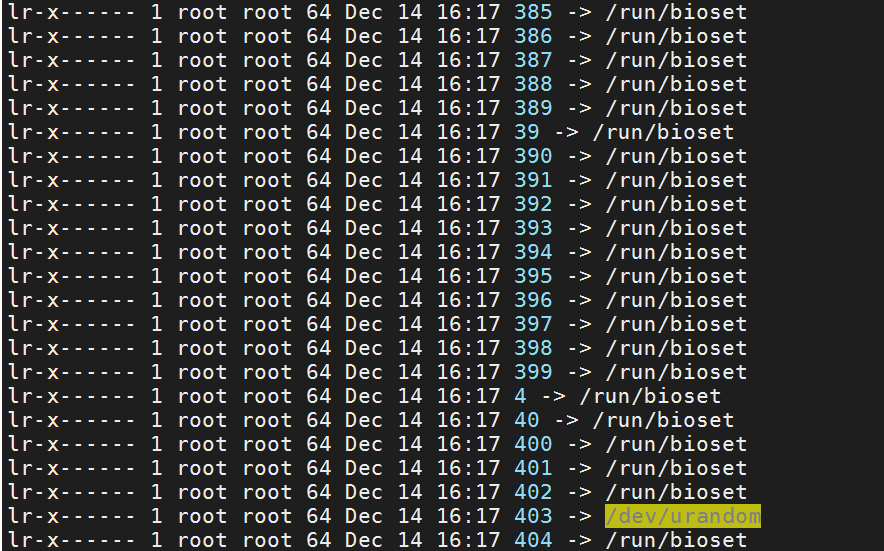 lr-x------ 1 root root 64 Dec 14 16:17 385 -> /run/bioset
lr-x------ 1 root root 64 Dec 14 16:17 386 -> /run/bioset
lr-x------ 1 root root 64 Dec 14 16:17 387 -> /run/bioset
lr-x------ 1 root root 64 Dec 14 16:17 388 -> /run/bioset
lr-x------ 1 root root 64 Dec 14 16:17 389 -> /run/bioset
lr-x------ 1 root root 64 Dec 14 16:17 39 -> /run/bioset
lr-x------ 1 root root 64 Dec 14 16:17 390 -> /run/bioset
lr-x------ 1 root root 64 Dec 14 16:17 391 -> /run/bioset
lr-x------ 1 root root 64 Dec 14 16:17 392 -> /run/bioset
lr-x------ 1 root root 64 Dec 14 16:17 393 -> /run/bioset
lr-x------ 1 root root 64 Dec 14 16:17 394 -> /run/bioset
lr-x------ 1 root root 64 Dec 14 16:17 395 -> /run/bioset
lr-x------ 1 root root 64 Dec 14 16:17 396 -> /run/bioset
lr-x------ 1 root root 64 Dec 14 16:17 397 -> /run/bioset
lr-x------ 1 root root 64 Dec 14 16:17 398 -> /run/bioset
lr-x------ 1 root root 64 Dec 14 16:17 399 -> /run/bioset
lr-x------ 1 root root 64 Dec 14 16:17 4 -> /run/bioset
lr-x------ 1 root root 64 Dec 14 16:17 40 -> /run/bioset
lr-x------ 1 root root 64 Dec 14 16:17 400 -> /run/bioset
lr-x------ 1 root root 64 Dec 14 16:17 401 -> /run/bioset
lr-x------ 1 root root 64 Dec 14 16:17 402 -> /run/bioset
lr-x------ 1 root root 64 Dec 14 16:17 403 -> /dev/urandom
lr-x------ 1 root root 64 Dec 14 16:17 404 -> /run/bioset